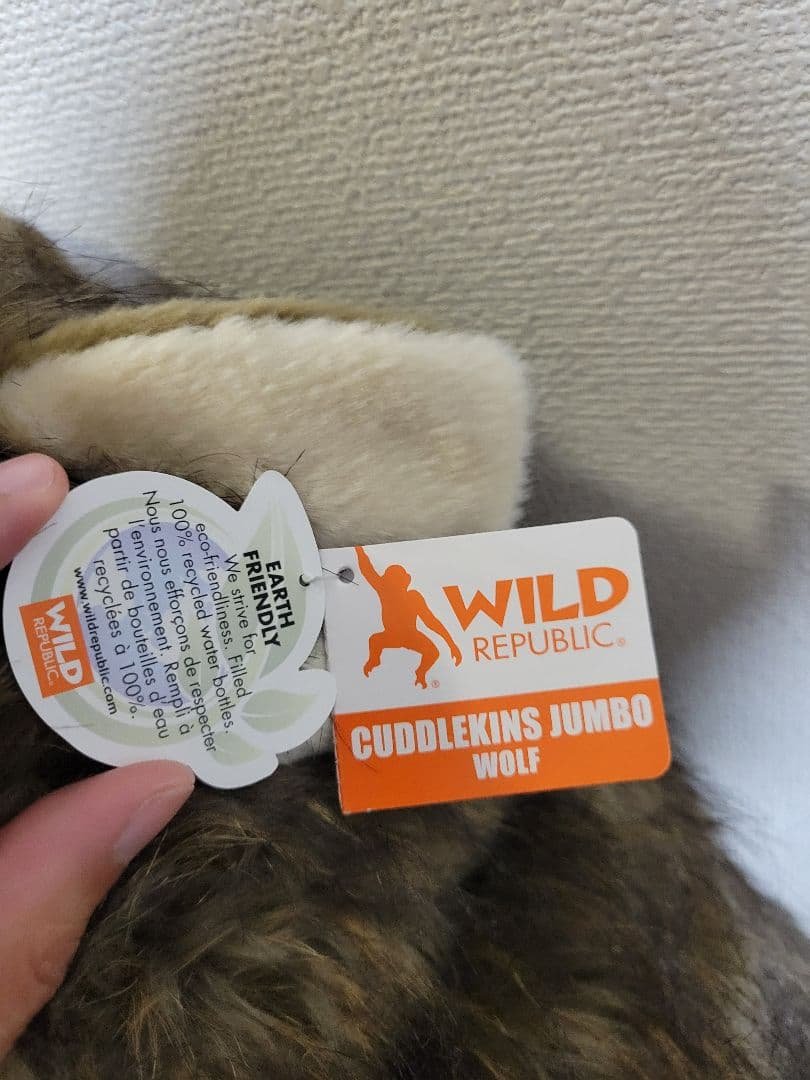 EARTH
FRIENDLY
We strive for
eco-friendliness. Filled
100% recycled water bottles.
Nous nous efforçons de respecter
l'environnement. Rempli à
partir de bouteilles d'eau
recyclées à 100%.
www.wildrepublic.com
WILD
REPUBLIC®
WILD
REPUBLIC®
CUDDLEKINS JUMBO
WOLF